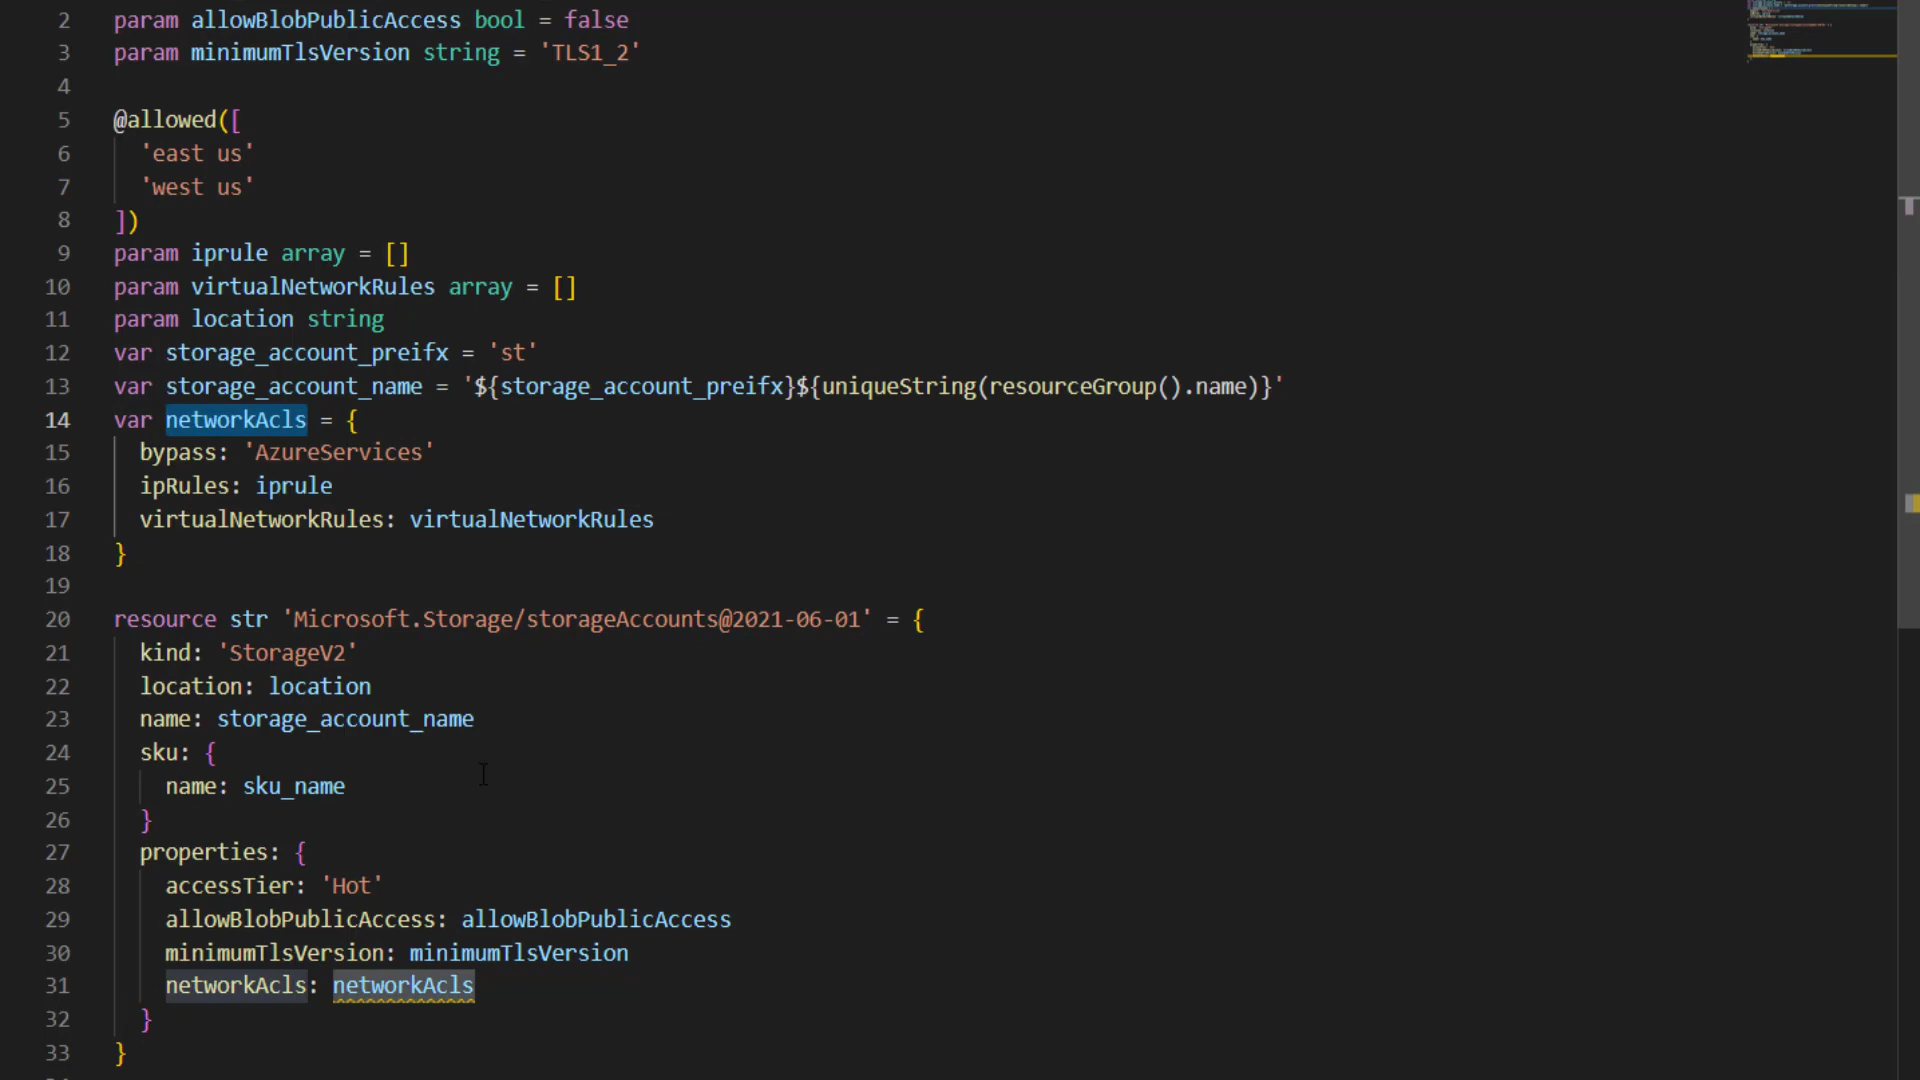 2 param allowBlobPublicAccess bool = false
3 param minimumTlsVersion string = 'TLS1_2'
4
5 @allowed([
6 'east us'
7 'west us'
8 ])
9 param iprule array = []
10 param virtualNetworkRules array = []
11 param location string
12 var storage_account_preifx = 'st'
13 var storage_account_name = '${storage_account_preifx}${uniqueString(resourceGroup().name)}'
14 var networkAcls = {
15 bypass: 'AzureServices'
16 ipRules: iprule
17 virtualNetworkRules: virtualNetworkRules
18 }
19
20 resource str 'Microsoft.Storage/storageAccounts@2021-06-01' = {
21 kind: 'StorageV2'
22 location: location
23 name: storage_account_name
24 sku: {
25 name: sku_name
26 }
27 properties: {
28 accessTier: 'Hot'
29 allowBlobPublicAccess: allowBlobPublicAccess
30 minimumTlsVersion: minimumTlsVersion
31 networkAcls: networkAcls
32 }
33 }